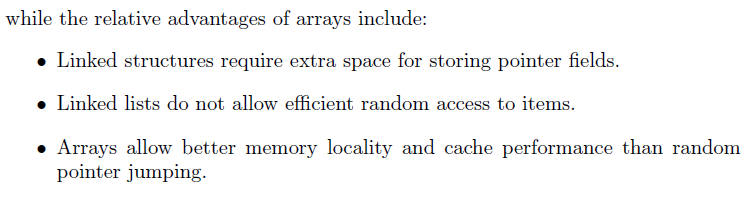 while the relative advantages of arrays include:
• Linked structures require extra space for storing pointer fields.
• Linked lists do not allow efficient random access to items.
• Arrays allow better memory locality and cache performance than random
pointer jumping.